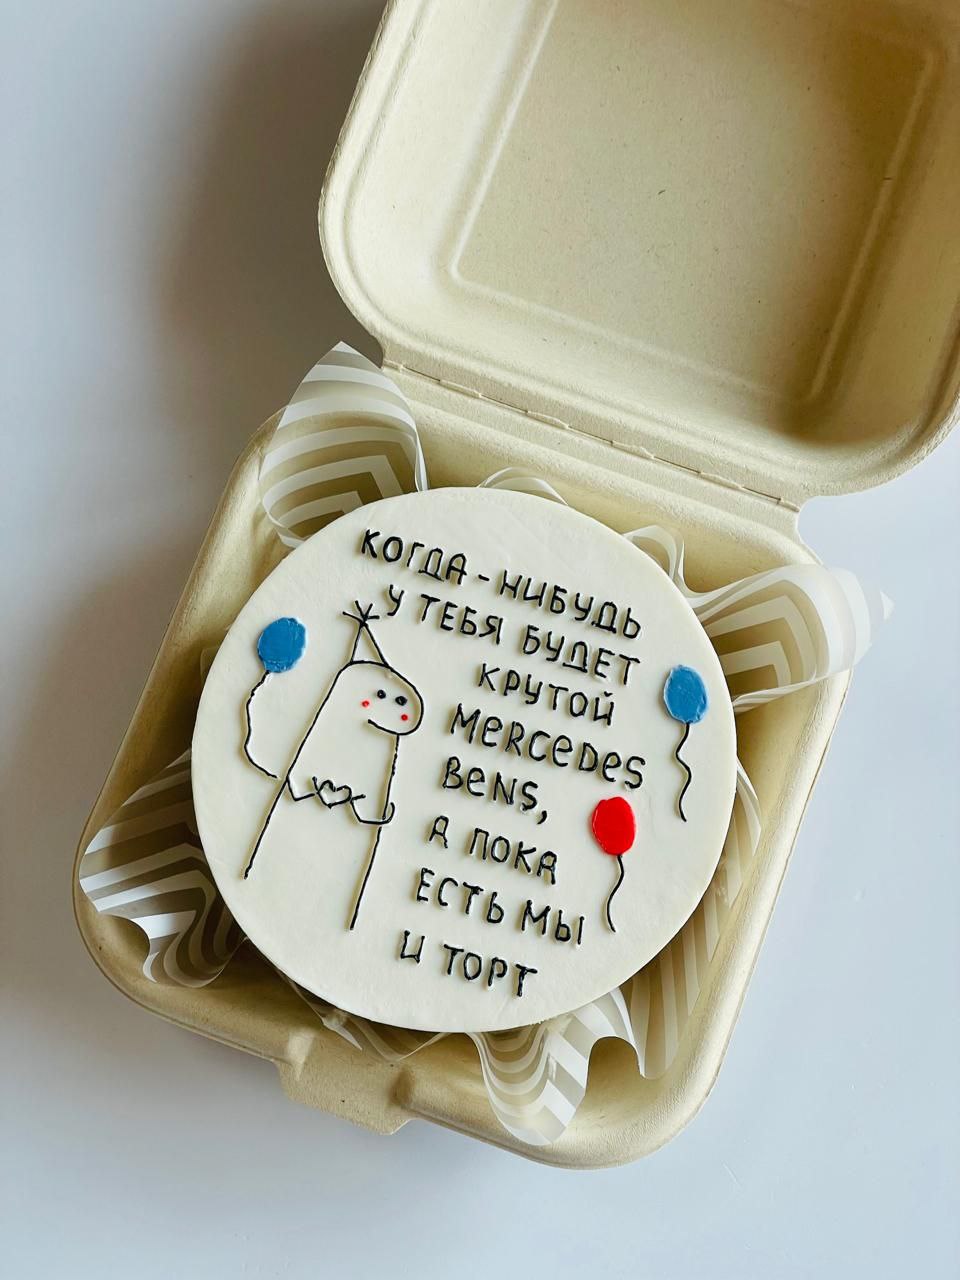 КОГДА-НИБУДЬ
У ТЕБЯ БУДЕТ
КРУТОЙ
MERCEDES
BENS,
А ПОКА
ЕСТЬ МЫ
И ТОРТ